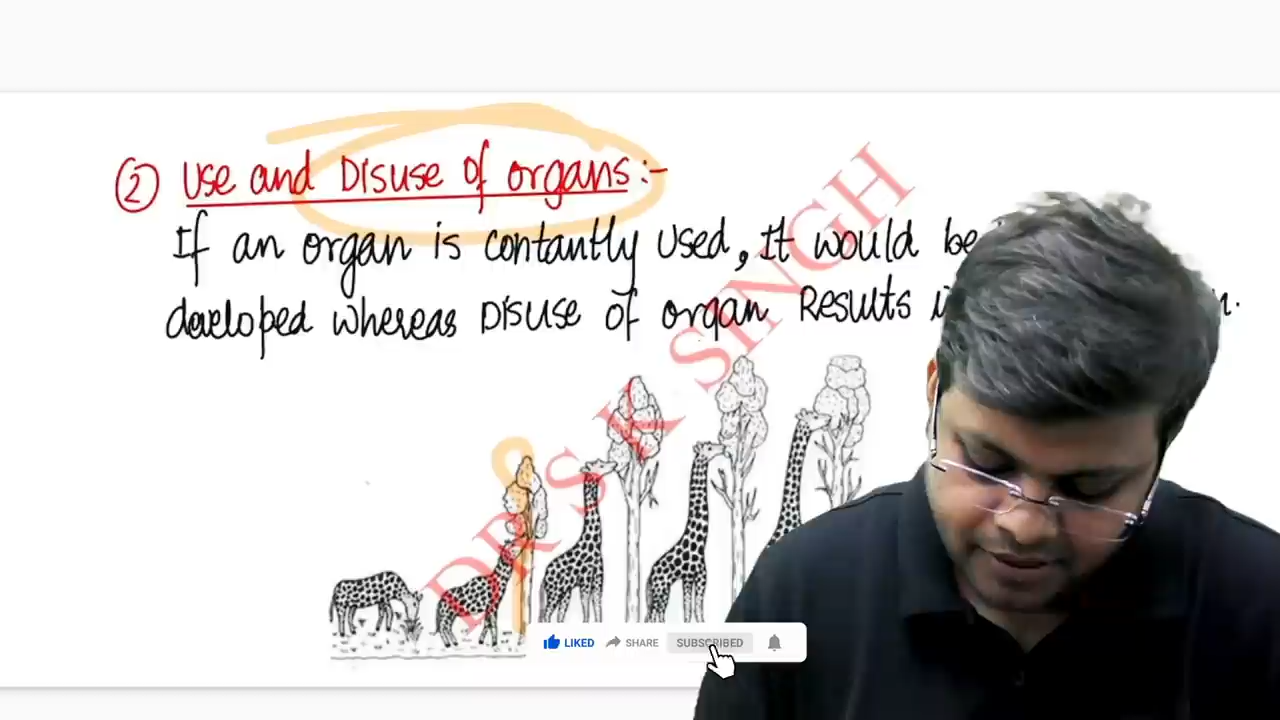 ② Use and Disuse of organs:-
If an organ is contantly used, It would be
developed whereas Disuse of organ Results
DR S K SINGH
LIKED SHARE SUBSCRIBED